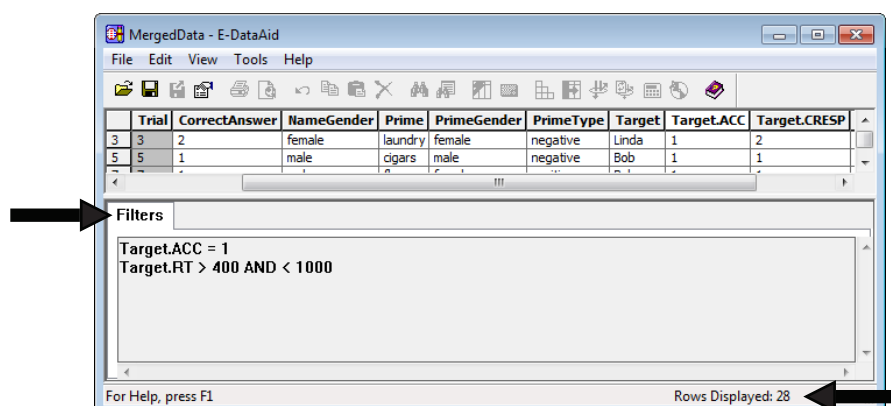 MergedData - E-DataAid
File Edit View Tools Help
Trial CorrectAnswer NameGender Prime PrimeGender PrimeType Target Target.ACC Target.CRESP
3 3 2 female laundry female negative Linda 1 2
5 5 1 male cigars male negative Bob 1 1
Filters
Target.ACC = 1
Target.RT > 400 AND < 1000
For Help, press F1 Rows Displayed: 28